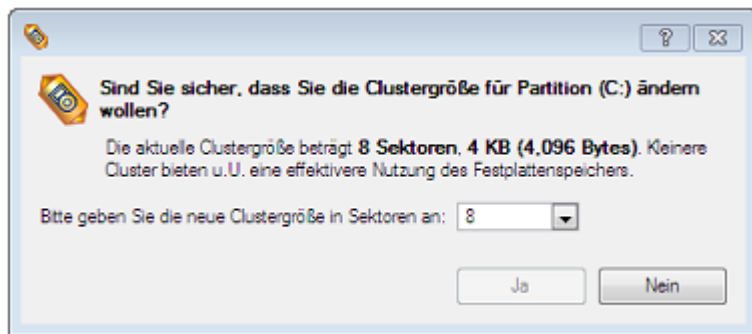 Sind Sie sicher, dass Sie die Clustergröße für Partition (C:) ändern
wollen?
Die aktuelle Clustergröße beträgt 8 Sektoren, 4 KB (4,096 Bytes). Kleinere
Cluster bieten u.U. eine effektivere Nutzung des Festplattenspeichers.
Bitte geben Sie die neue Clustergröße in Sektoren an: 8
Ja Nein